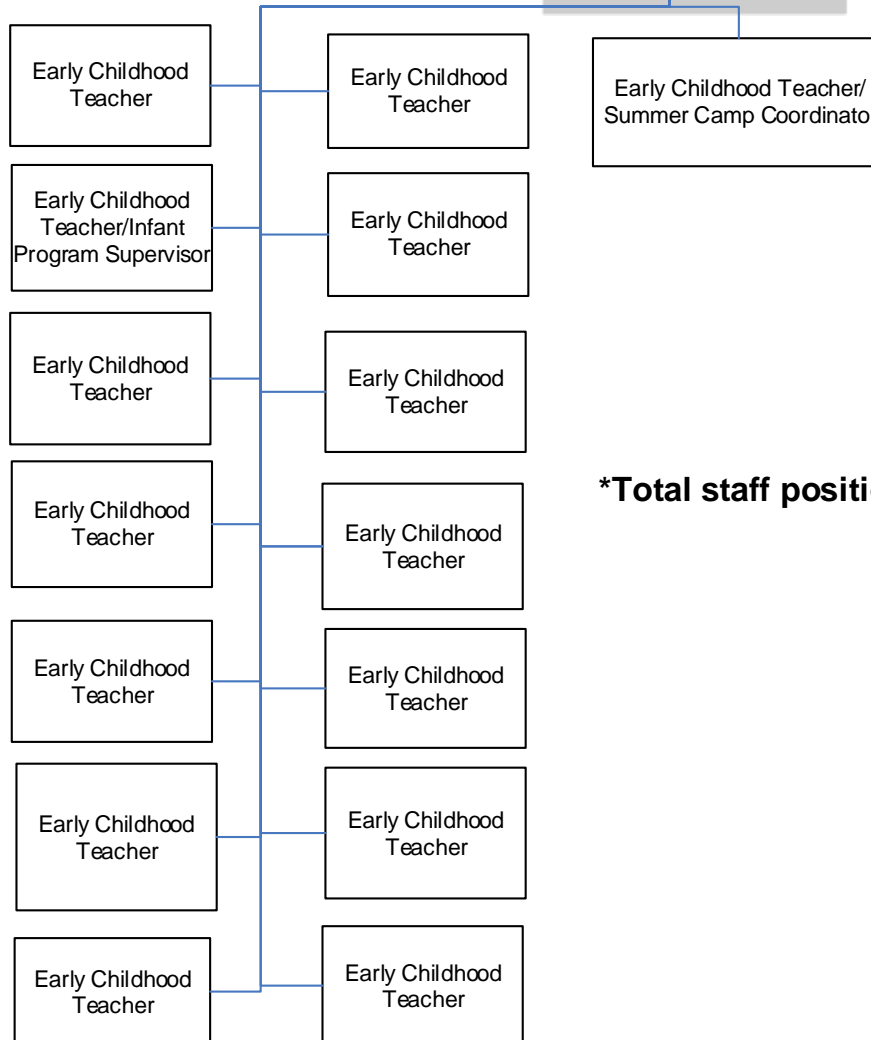 Early Childhood
Teacher
Early Childhood
Teacher
Early Childhood Teacher/
Summer Camp Coordinato
Early Childhood
Teacher/Infant
Program Supervisor
Early Childhood
Teacher
Early Childhood
Teacher
Early Childhood
Teacher
Early Childhood
Teacher
Early Childhood
Teacher
*Total staff positi
Early Childhood
Teacher
Early Childhood
Teacher
Early Childhood
Teacher
Early Childhood
Teacher
Early Childhood
Teacher
Early Childhood
Teacher
Early Childhood
Teacher